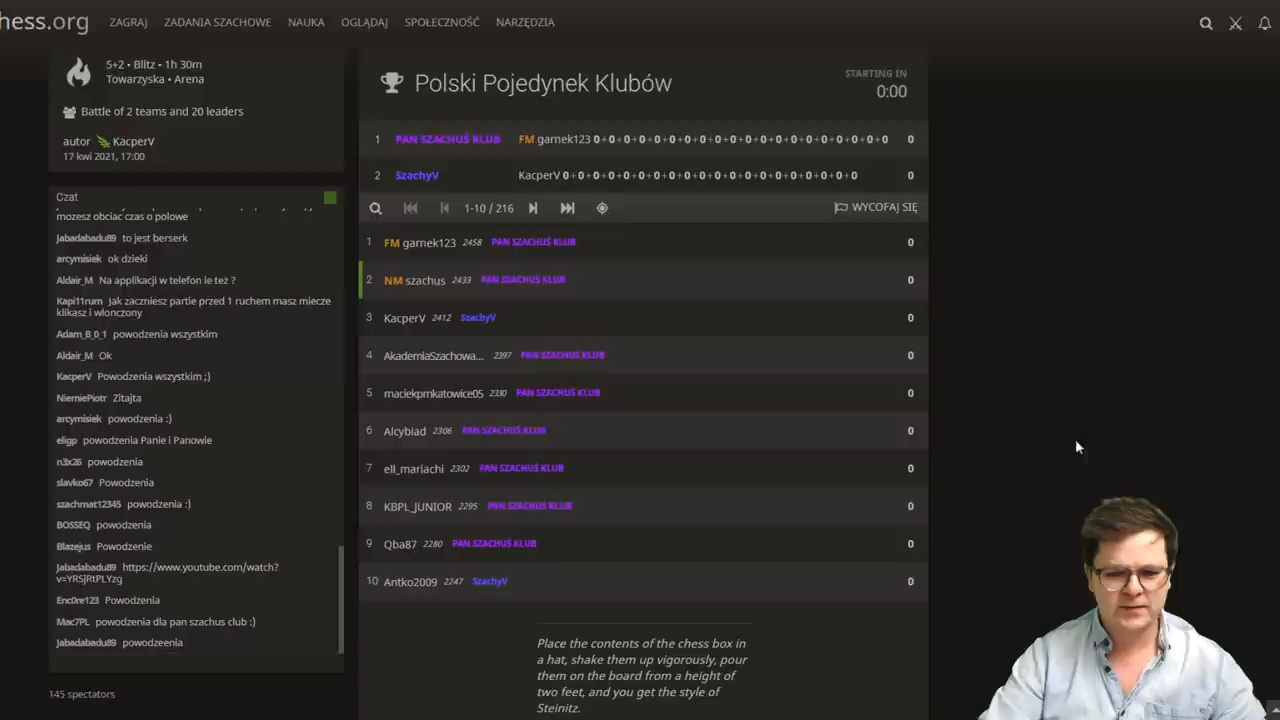 hess.org ZAGRAJ ZADANIA SZACHOWE NAUKA OGLĄDAJ SPOŁECZNOŚĆ NARZĘDZIA
5+2 • Blitz • 1h 30m
Towarzyska • Arena
Battle of 2 teams and 20 leaders
autor KacperV
17 kwi 2021, 17:00
Czat
mozesz obciac czas o polowe
Jabadabadu89 to jest berserk
arcymisiek ok dzieki
Aldair_M Na applikacji w telefon ie też ?
Kapi11rum Jak zaczniesz partie przed 1 ruchem masz miecze
klikasz i wlonczony
Adam_B_0_1 powodzenia wszystkim
Aldair_M Ok
KacperV Powodzenia wszystkim ;)
NiemiePiotr Zitajta
arcymisiek powodzenia :)
eligp powodzenia Panie i Panowie
n3x26 powodzenia
slavko67 Powodzenia
szachmat12345 powodzenia :)
BOSSEQ powodzenia
Blazejus Powodzenie
Jabadabadu89 https://www.youtube.com/watch?
v=YRSJRtPLYzg
Enc0re123 Powodzenia
Mac7PL powodzenia dla pan szachus club :)
Jabadabadu89 powodzeenia
145 spectators
Polski Pojedynek Klubów
STARTING IN
0:00
1 PAN SZACHUŚ KLUB FM garnek123 0+0+0+0+0+0+0+0+0+0+0+0+0+0+0+0+0+0+0+0 0
2 SzachyV KacperV 0+0+0+0+0+0+0+0+0+0+0+0+0+0+0+0+0+0+0+0 0
1-10 / 216 WYCOFAJ SIĘ
1 FM garnek123 2458 PAN SZACHUŚ KLUB 0
2 NM szachus 2433 PAN SZACHUŚ KLUB 0
3 KacperV 2412 SzachyV 0
4 AkademiaSzachowa... 2397 PAN SZACHUŚ KLUB 0
5 maciekpmkatowice05 2330 PAN SZACHUŚ KLUB 0
6 Alcybiad 2306 PAN SZACHUŚ KLUB 0
7 ell_mariachi 2302 PAN SZACHUŚ KLUB 0
8 KBPL_JUNIOR 2295 PAN SZACHUŚ KLUB 0
9 Qba87 2280 PAN SZACHUŚ KLUB 0
10 Antko2009 2247 SzachyV 0
Place the contents of the chess box in
a hat, shake them up vigorously, pour
them on the board from a height of
two feet, and you get the style of
Steinitz.